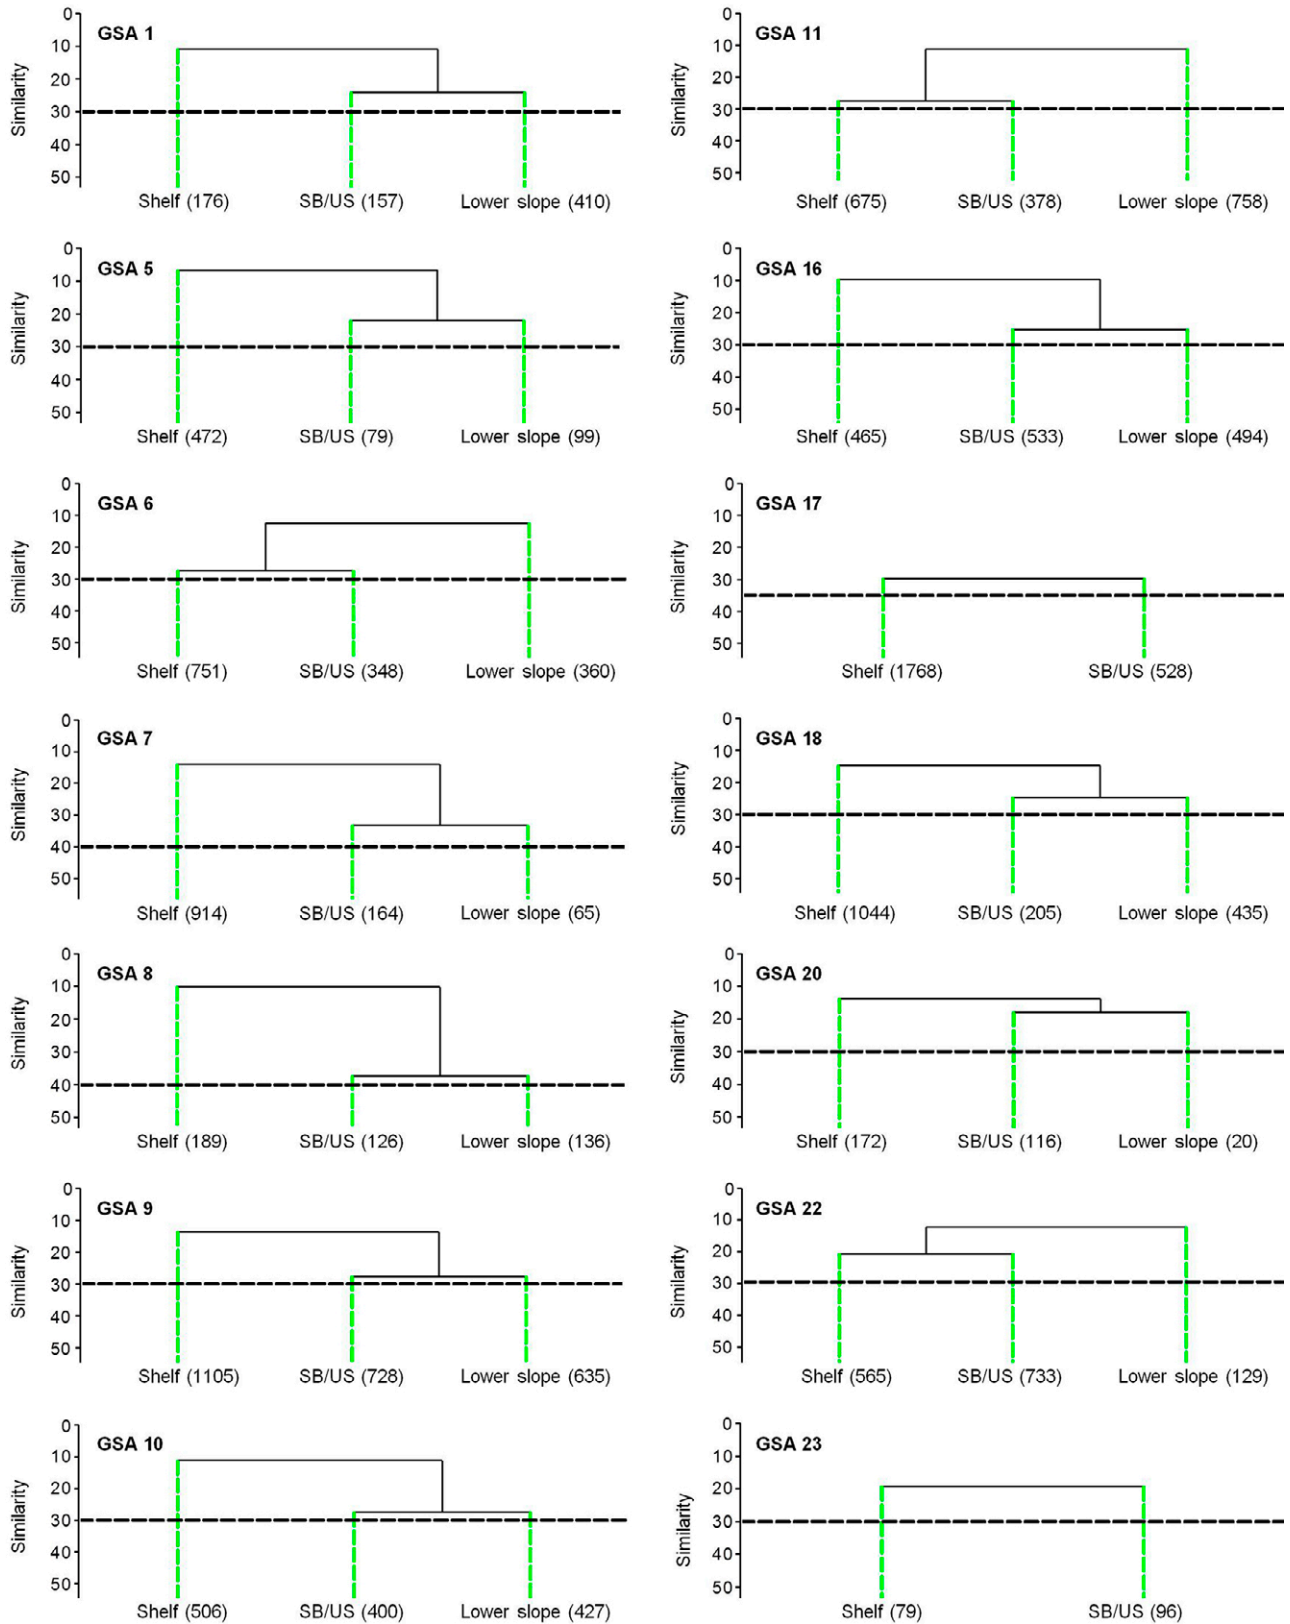 GSA 1
Similarity
0
10
20
30
40
50
Shelf (176) SB/US (157) Lower slope (410)
GSA 5
Similarity
0
10
20
30
40
50
Shelf (472) SB/US (79) Lower slope (99)
GSA 6
Similarity
0
10
20
30
40
50
Shelf (751) SB/US (348) Lower slope (360)
GSA 7
Similarity
0
10
20
30
40
50
Shelf (914) SB/US (164) Lower slope (65)
GSA 8
Similarity
0
10
20
30
40
50
Shelf (189) SB/US (126) Lower slope (136)
GSA 9
Similarity
0
10
20
30
40
50
Shelf (1105) SB/US (728) Lower slope (635)
GSA 10
Similarity
0
10
20
30
40
50
Shelf (506) SB/US (400) Lower slope (427)
GSA 11
Similarity
0
10
20
30
40
50
Shelf (675) SB/US (378) Lower slope (758)
GSA 16
Similarity
0
10
20
30
40
50
Shelf (465) SB/US (533) Lower slope (494)
GSA 17
Similarity
0
10
20
30
40
50
Shelf (1768) SB/US (528)
GSA 18
Similarity
0
10
20
30
40
50
Shelf (1044) SB/US (205) Lower slope (435)
GSA 20
Similarity
0
10
20
30
40
50
Shelf (172) SB/US (116) Lower slope (20)
GSA 22
Similarity
0
10
20
30
40
50
Shelf (565) SB/US (733) Lower slope (129)
GSA 23
Similarity
0
10
20
30
40
50
Shelf (79) SB/US (96)